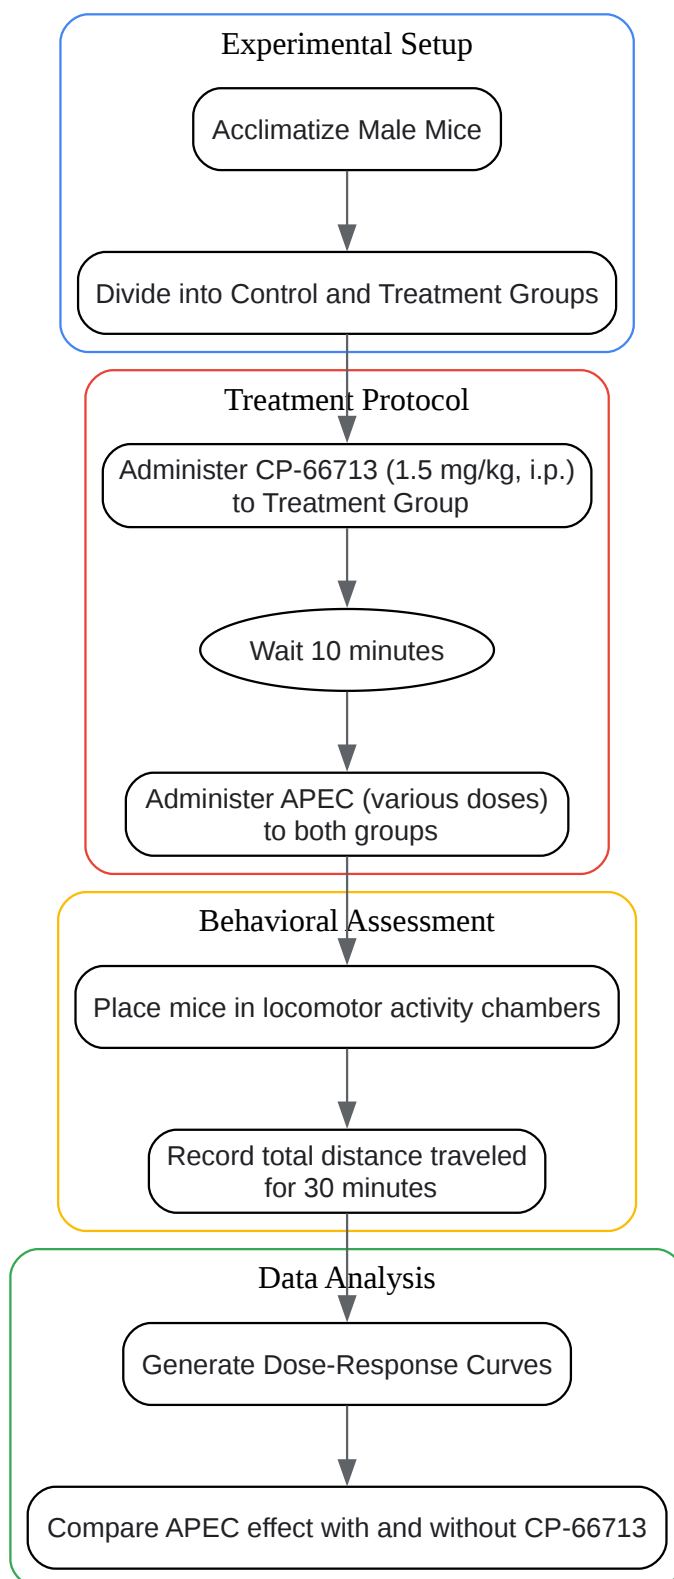 Experimental Setup
Acclimatize Male Mice
Divide into Control and Treatment Groups
Treatment Protocol
Administer CP-66713 (1.5 mg/kg, i.p.)
to Treatment Group
Wait 10 minutes
Administer APEC (various doses)
to both groups
Behavioral Assessment
Place mice in locomotor activity chambers
Record total distance traveled
for 30 minutes
Data Analysis
Generate Dose-Response Curves
Compare APEC effect with and without CP-66713